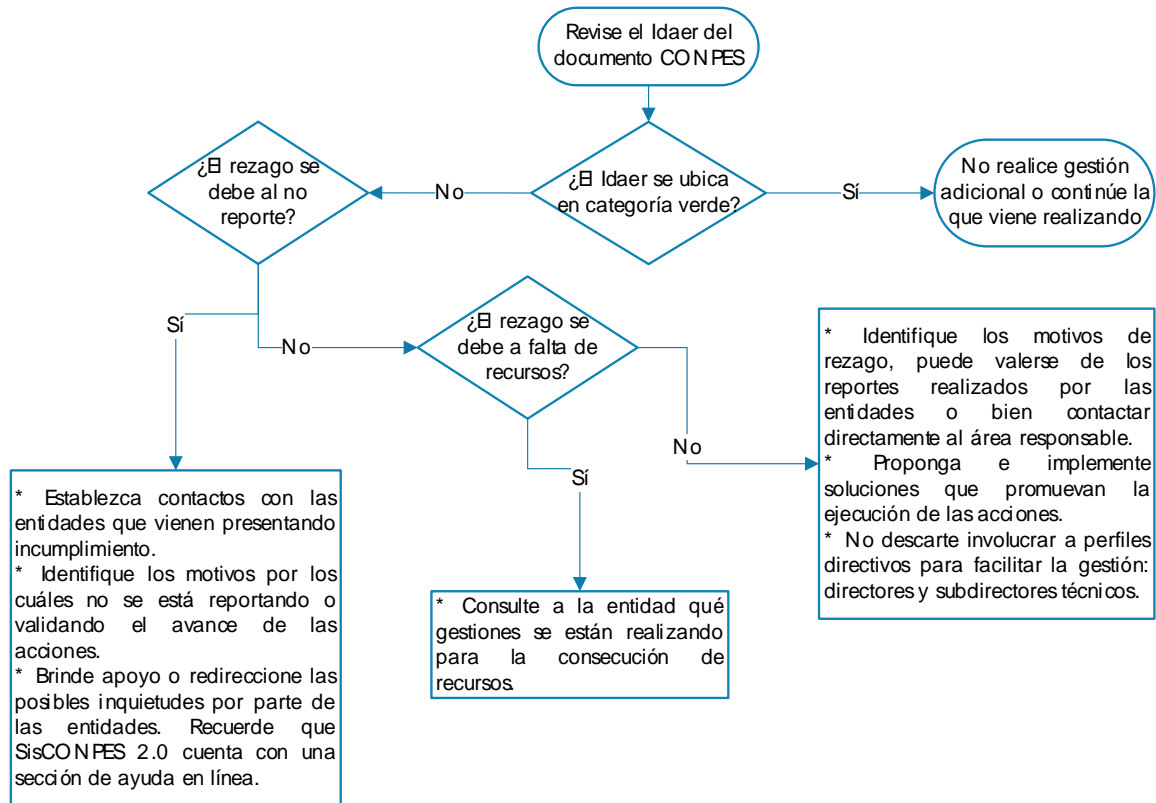 Revise el Idaer del
documento CONPES
¿El rezago se
debe al no
reporte?
No
¿El Idaer se ubica
en categoría verde?
Sí
No realice gestión
adicional o continúe la
que viene realizando
Sí
No
¿El rezago se
debe a falta de
recursos?
No
Sí
* Identifique los motivos de
rezago, puede valerse de los
reportes realizados por las
entidades o bien contactar
directamente al área responsable.
* Proponga e implemente
soluciones que promuevan la
ejecución de las acciones.
* No descarte involucrar a perfiles
directivos para facilitar la gestión:
directores y subdirectores técnicos.
* Establezca contactos con las
entidades que vienen presentando
incumplimiento.
* Identifique los motivos por los
cuáles no se está reportando o
validando el avance de las
acciones.
* Brinde apoyo o redireccione las
posibles inquietudes por parte de
las entidades. Recuerde que
SisCONPES 2.0 cuenta con una
sección de ayuda en línea.
* Consulte a la entidad qué
gestiones se están realizando
para la consecución de
recursos.